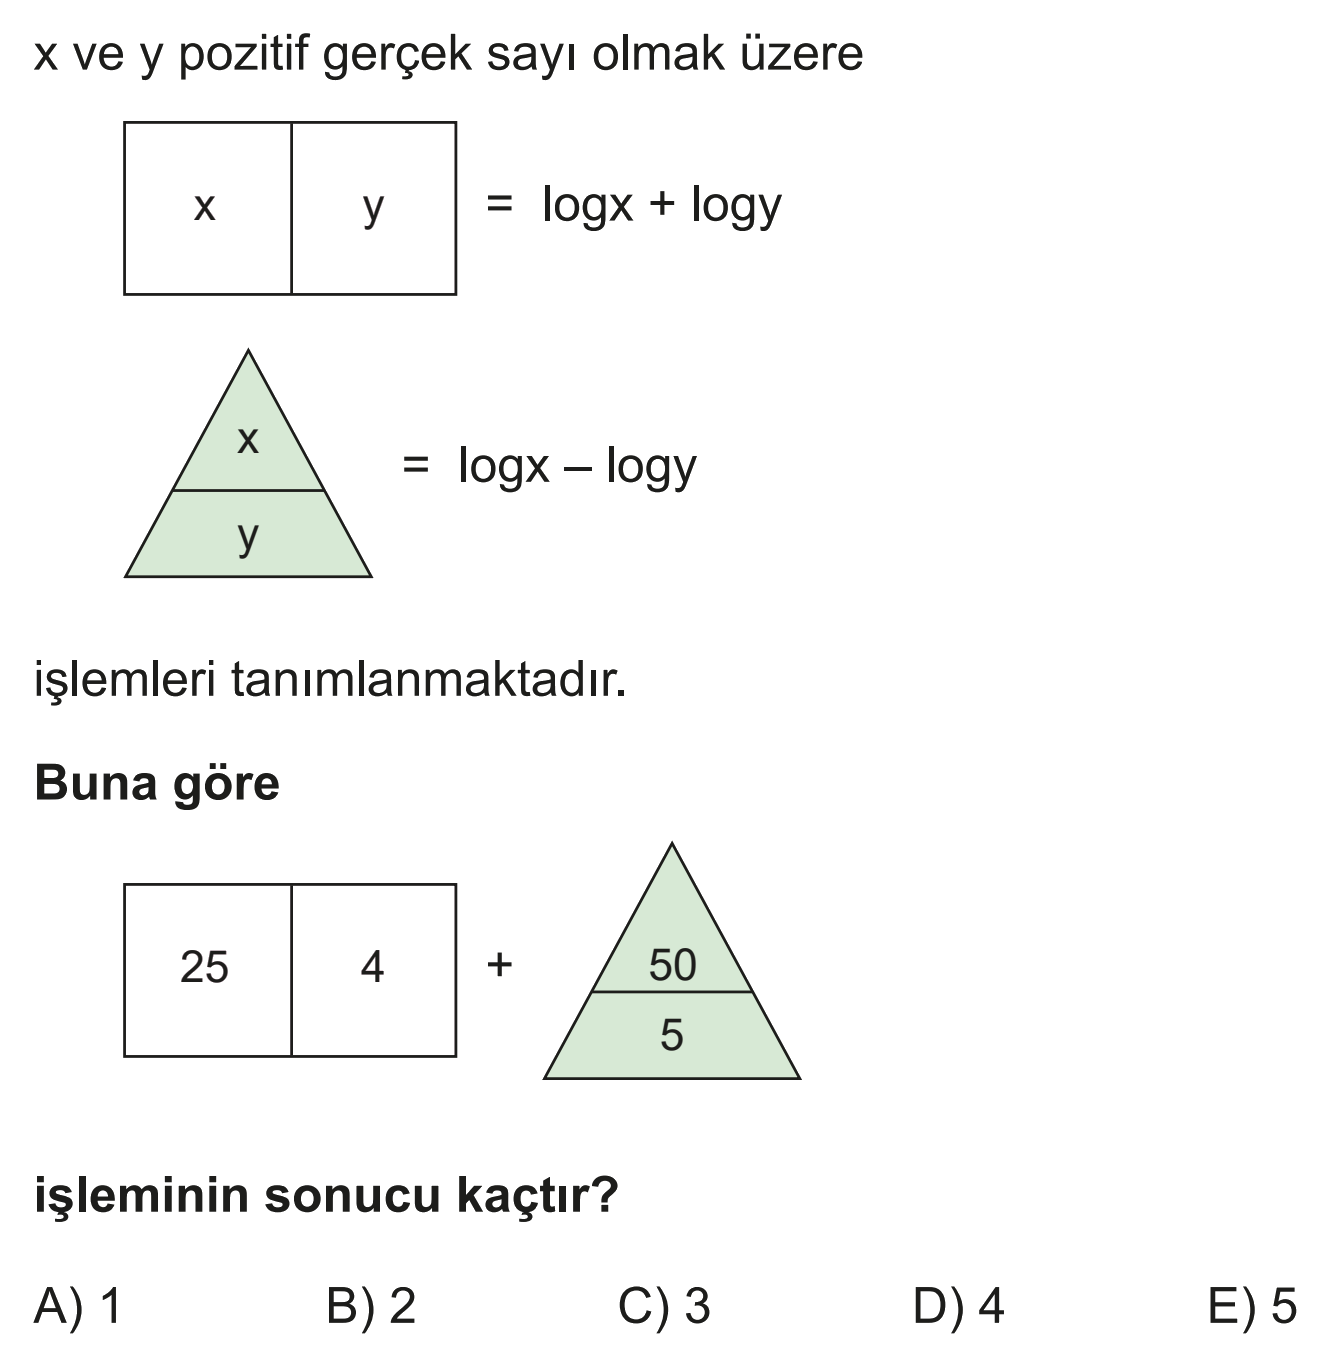 x ve y pozitif gerçek sayı olmak üzere
x y = logx + logy
x
= logx – logy
y
işlemleri tanımlanmaktadır.
Buna göre
25 4 + 50
5
işleminin sonucu kaçtır?
A) 1 B) 2 C) 3 D) 4 E) 5